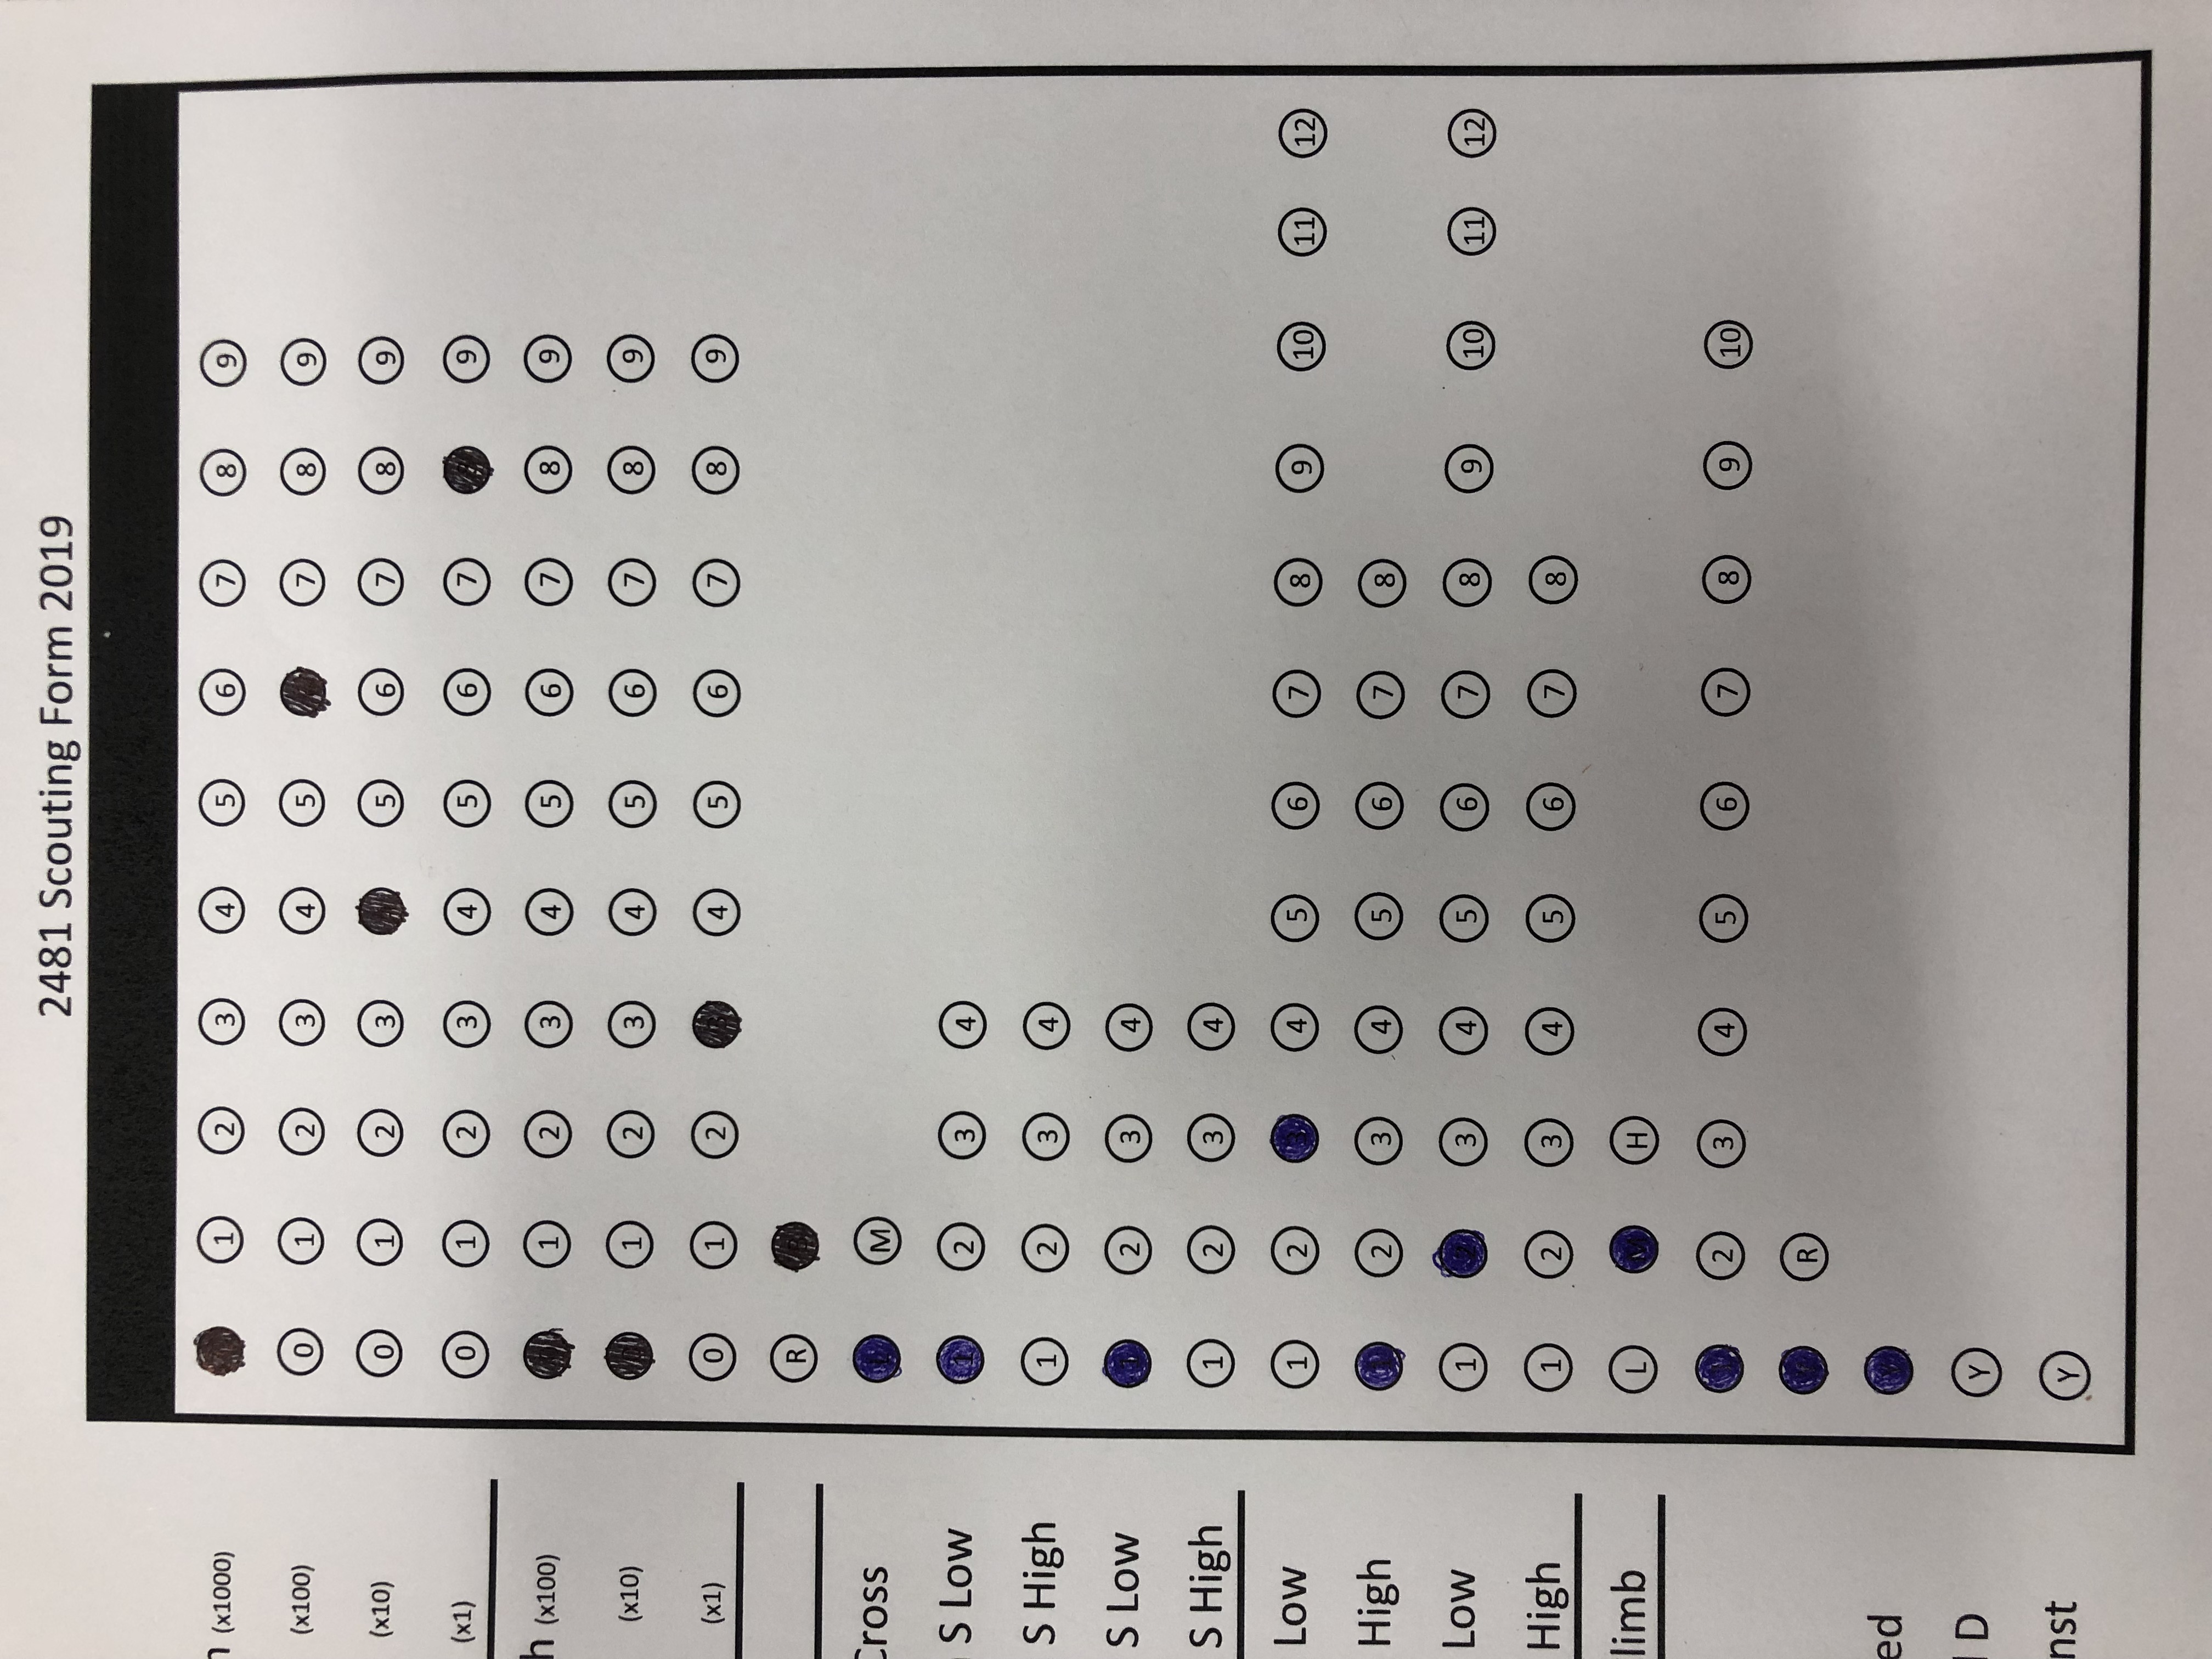 2481 Scouting Form 2019
(x1000) 1 2 3 4 5 6 7 8 9
(x100) 0 1 2 3 4 5 7 8 9
(x10) 0 1 2 3 5 6 7 8 9
(x1) 0 1 2 3 4 5 6 7 9
h (x100) 1 2 3 4 5 6 7 8 9
(x10) 1 2 3 4 5 6 7 8 9
(x1) 0 1 2 3 4 5 6 7 8 9
R
Cross L M
S Low 1 2 3 4
S High 1 2 3 4
S Low 1 2 3 4
S High 1 2 3 4
Low 1 2 3 4 5 6 7 8 9 10 11 12
High 1 2 3 4 5 6 7 8
Low 1 2 3 4 5 6 7 8 9 10 11 12
High 1 2 3 4 5 6 7 8
limb L M H
1 2 3 4 5 6 7 8 9 10
R
ed
D Y
nst Y